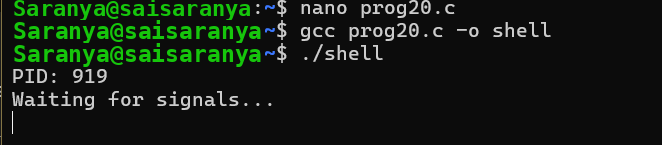 Saranya@saisaranya:~$ nano prog20.c
Saranya@saisaranya~$ gcc prog20.c -o shell
Saranya@saisaranya~$ ./shell
PID: 919
Waiting for signals...